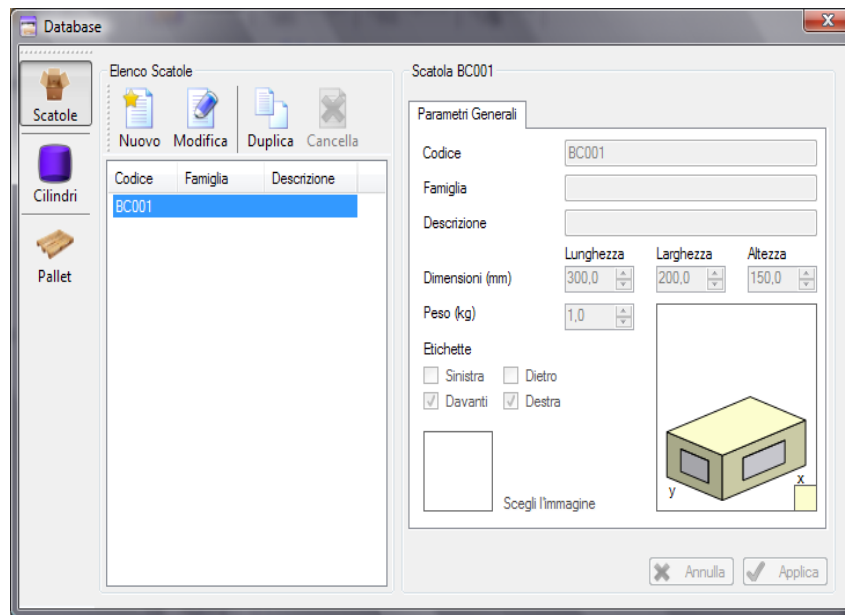 Database
Scatole
Cilindri
Pallet
Elenco Scatole
Nuovo Modifica Duplica Cancella
Codice Famiglia Descrizione
BC001
Scatola BC001
Parametri Generali
Codice BC001
Famiglia
Descrizione
Lunghezza Larghezza Altezza
Dimensioni (mm) 300,0 200,0 150,0
Peso (kg) 1,0
Etichette
Sinistra Dietro
Davanti Destra
y x
Scegli l'immagine
Annulla Applica